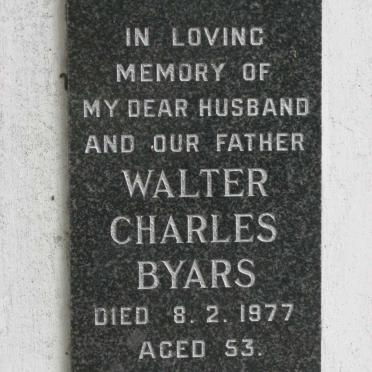 IN LOVING
MEMORY OF
MY DEAR HUSBAND
AND OUR FATHER
WALTER
CHARLES
BYARS
DIED 8. 2. 1977
AGED 53.